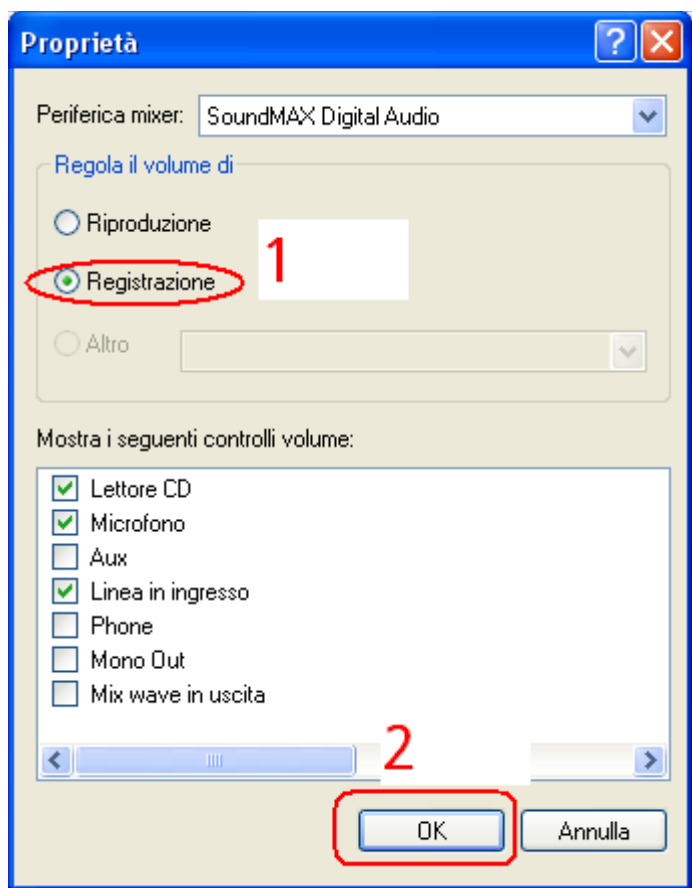 Proprietà
Periferica mixer: SoundMAX Digital Audio
Regola il volume di
Riproduzione
1
Registrazione
Altro
Mostra i seguenti controlli volume:
Lettore CD
Microfono
Aux
Linea in ingresso
Phone
Mono Out
Mix wave in uscita
2
OK Annulla